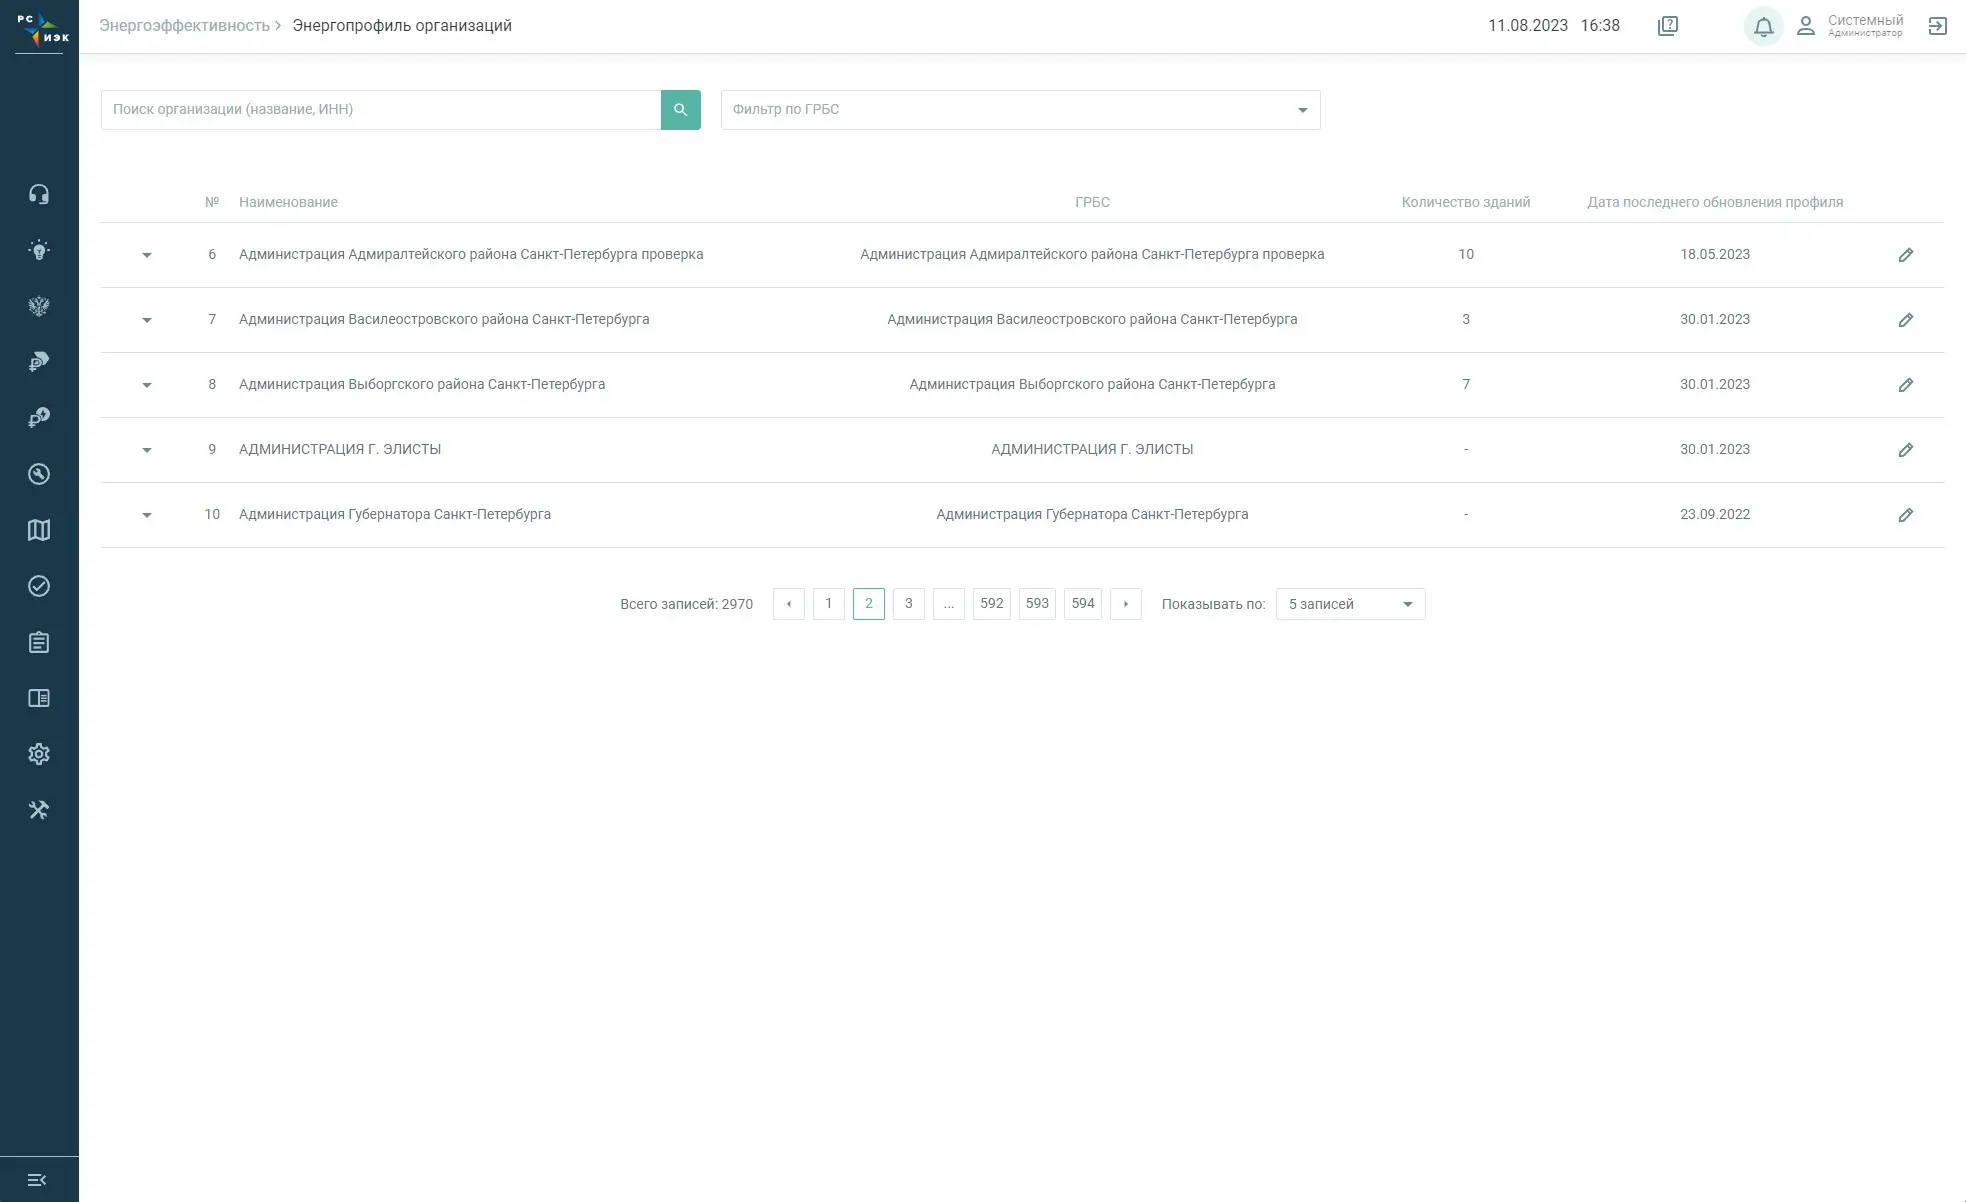 РС
ИЭК
Энергоэффективность > Энергопрофиль организаций
11.08.2023 16:38
Системный
Администратор
Поиск организации (название, ИНН)
Фильтр по ГРБС
№ Наименование ГРБС Количество зданий Дата последнего обновления профиля
6 Администрация Адмиралтейского района Санкт-Петербурга проверка Администрация Адмиралтейского района Санкт-Петербурга проверка 10 18.05.2023
7 Администрация Василеостровского района Санкт-Петербурга Администрация Василеостровского района Санкт-Петербурга 3 30.01.2023
8 Администрация Выборгского района Санкт-Петербурга Администрация Выборгского района Санкт-Петербурга 7 30.01.2023
9 АДМИНИСТРАЦИЯ Г. ЭЛИСТЫ АДМИНИСТРАЦИЯ Г. ЭЛИСТЫ - 30.01.2023
10 Администрация Губернатора Санкт-Петербурга Администрация Губернатора Санкт-Петербурга - 23.09.2022
Всего записей: 2970 1 2 3 ... 592 593 594 Показывать по: 5 записей